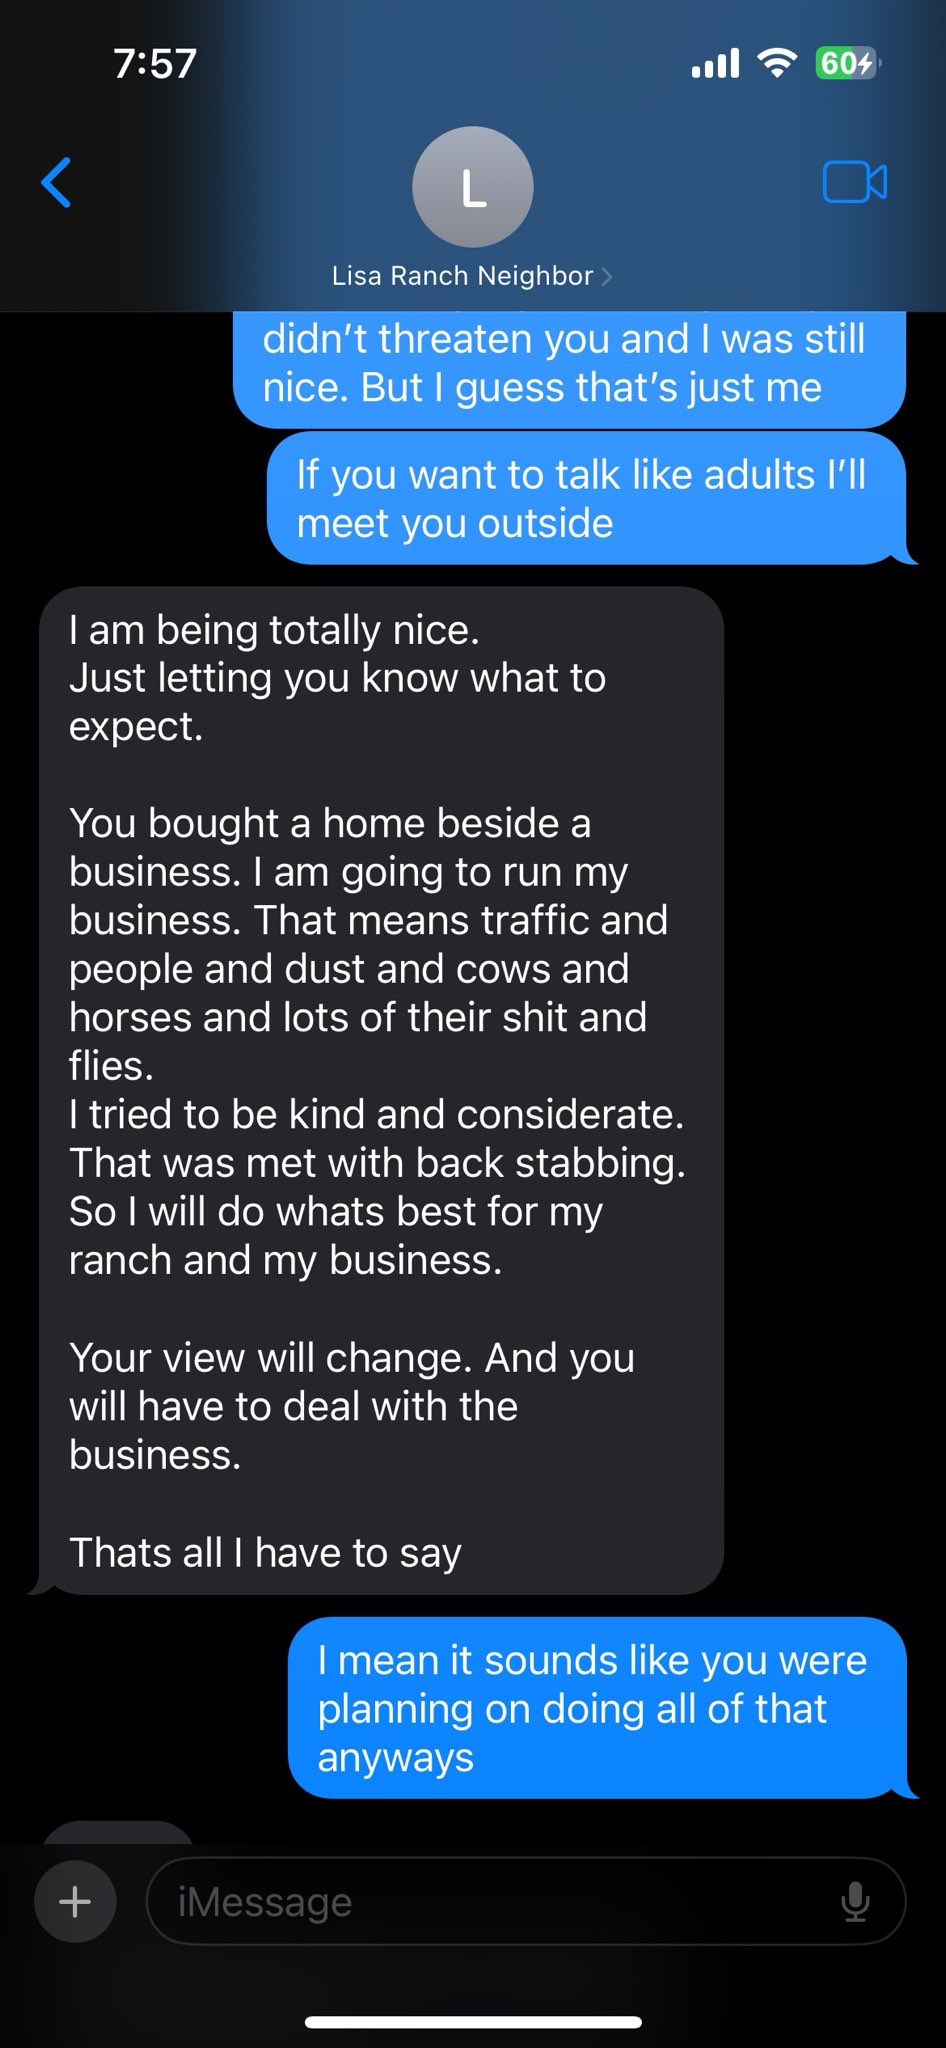 7:57
60
L
Lisa Ranch Neighbor
didn't threaten you and I was still
nice. But I guess that's just me
If you want to talk like adults I'll
meet you outside
I am being totally nice.
Just letting you know what to
expect.
You bought a home beside a
business. I am going to run my
business. That means traffic and
people and dust and cows and
horses and lots of their shit and
flies.
I tried to be kind and considerate.
That was met with back stabbing.
So I will do whats best for my
ranch and my business.
Your view will change. And you
will have to deal with the
business.
Thats all I have to say
I mean it sounds like you were
planning on doing all of that
anyways
iMessage